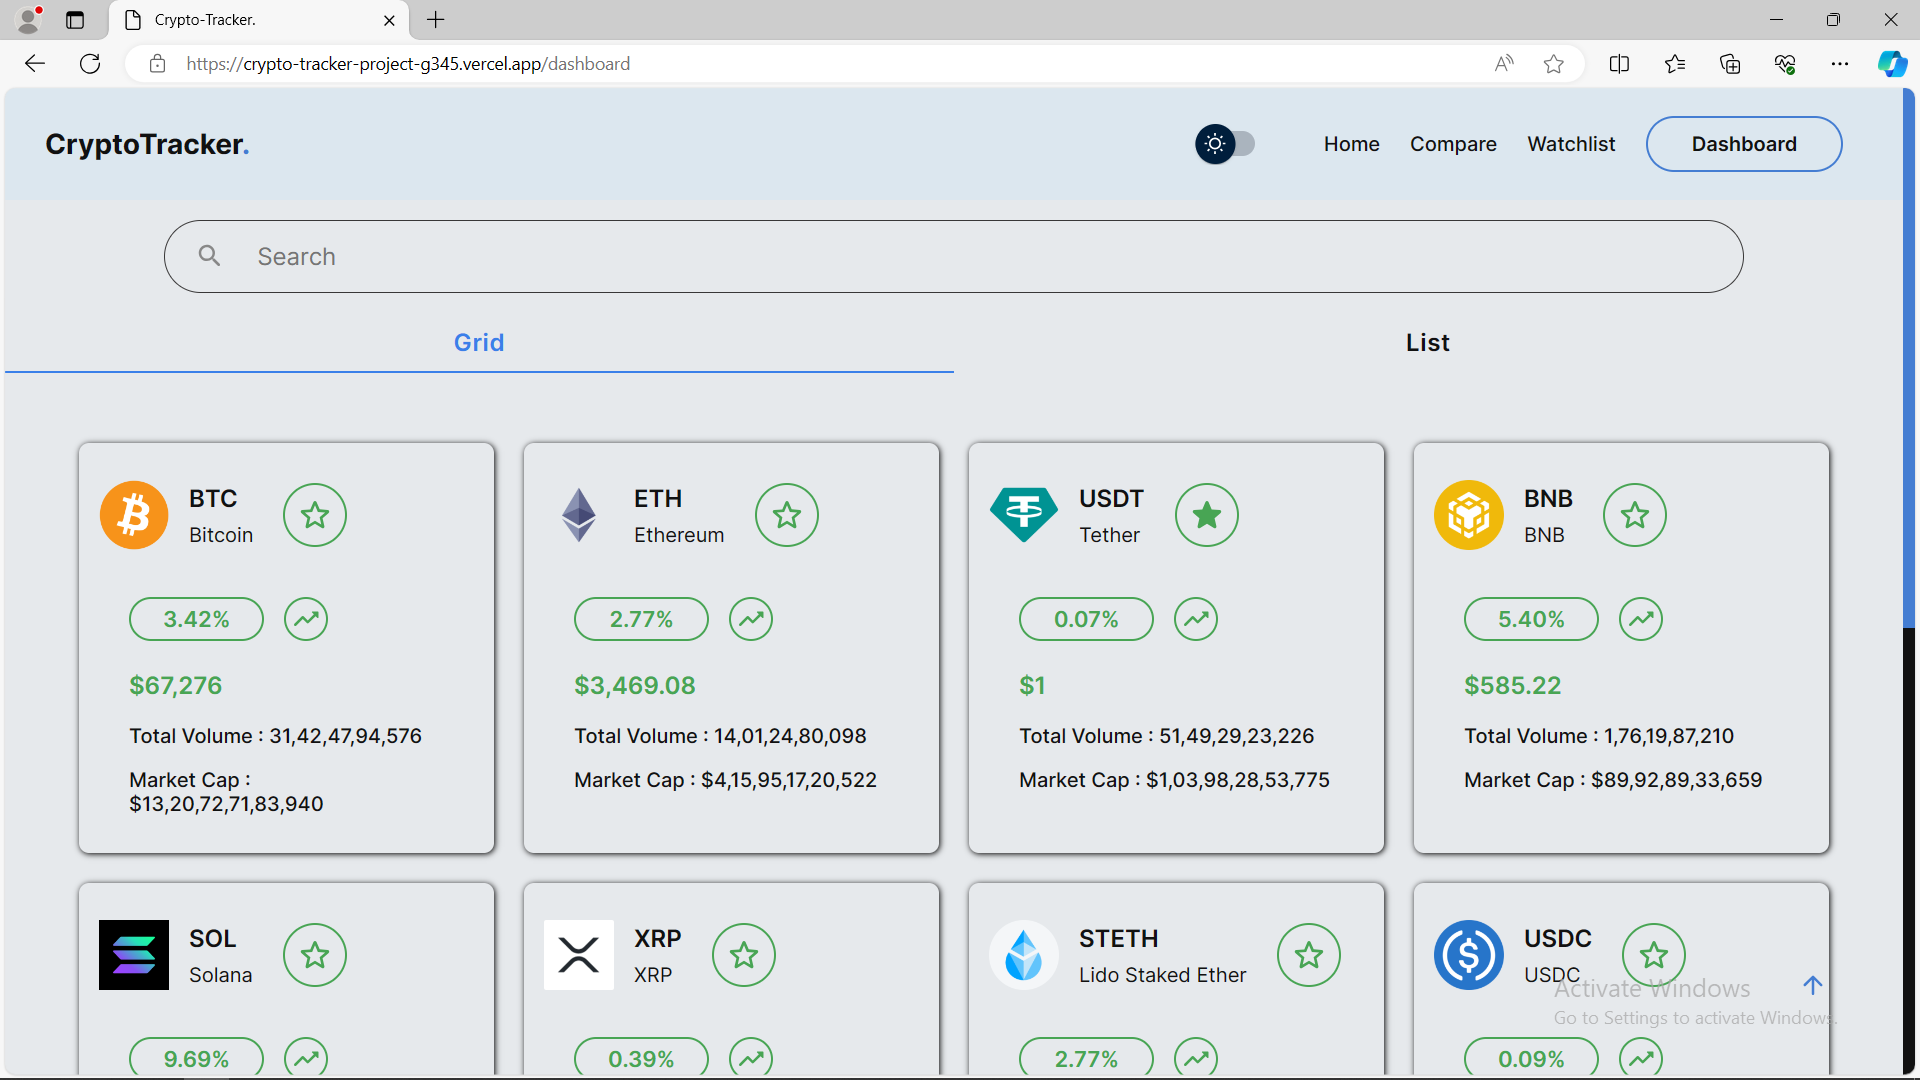 Crypto-Tracker.
https://crypto-tracker-project-g345.vercel.app/dashboard
CryptoTracker.
Home
Compare
Watchlist
Dashboard
Search
Grid
List
BTC
Bitcoin
3.42%
$67,276
Total Volume : 31,42,47,94,576
Market Cap :
$13,20,72,71,83,940
ETH
Ethereum
2.77%
$3,469.08
Total Volume : 14,01,24,80,098
Market Cap : $4,15,95,17,20,522
USDT
Tether
0.07%
$1
Total Volume : 51,49,29,23,226
Market Cap : $1,03,98,28,53,775
BNB
BNB
5.40%
$585.22
Total Volume : 1,76,19,87,210
Market Cap : $89,92,89,33,659
SOL
Solana
9.69%
XRP
XRP
0.39%
STETH
Lido Staked Ether
2.77%
USDC
USDC
0.09%
Activate Windows
Go to Settings to activate Windows.